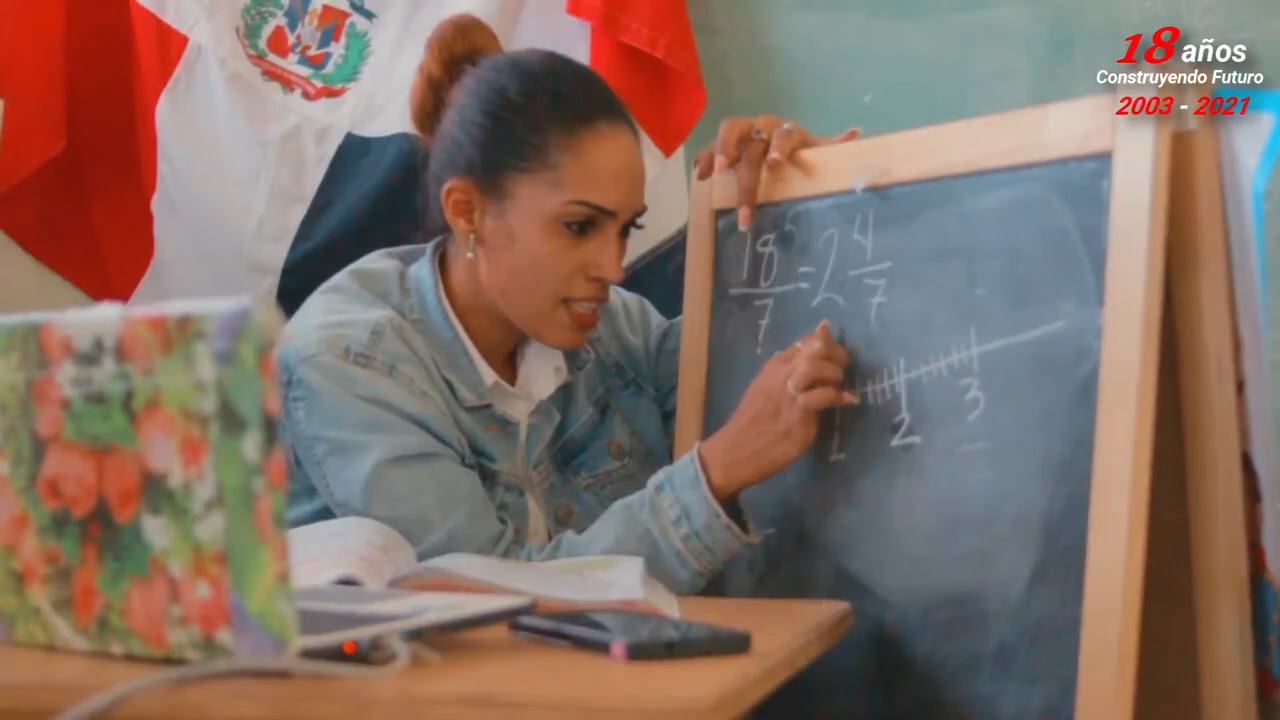 18 años
Construyendo Futuro
2003 - 2021
18/7 = 2 4/7
1 2 3